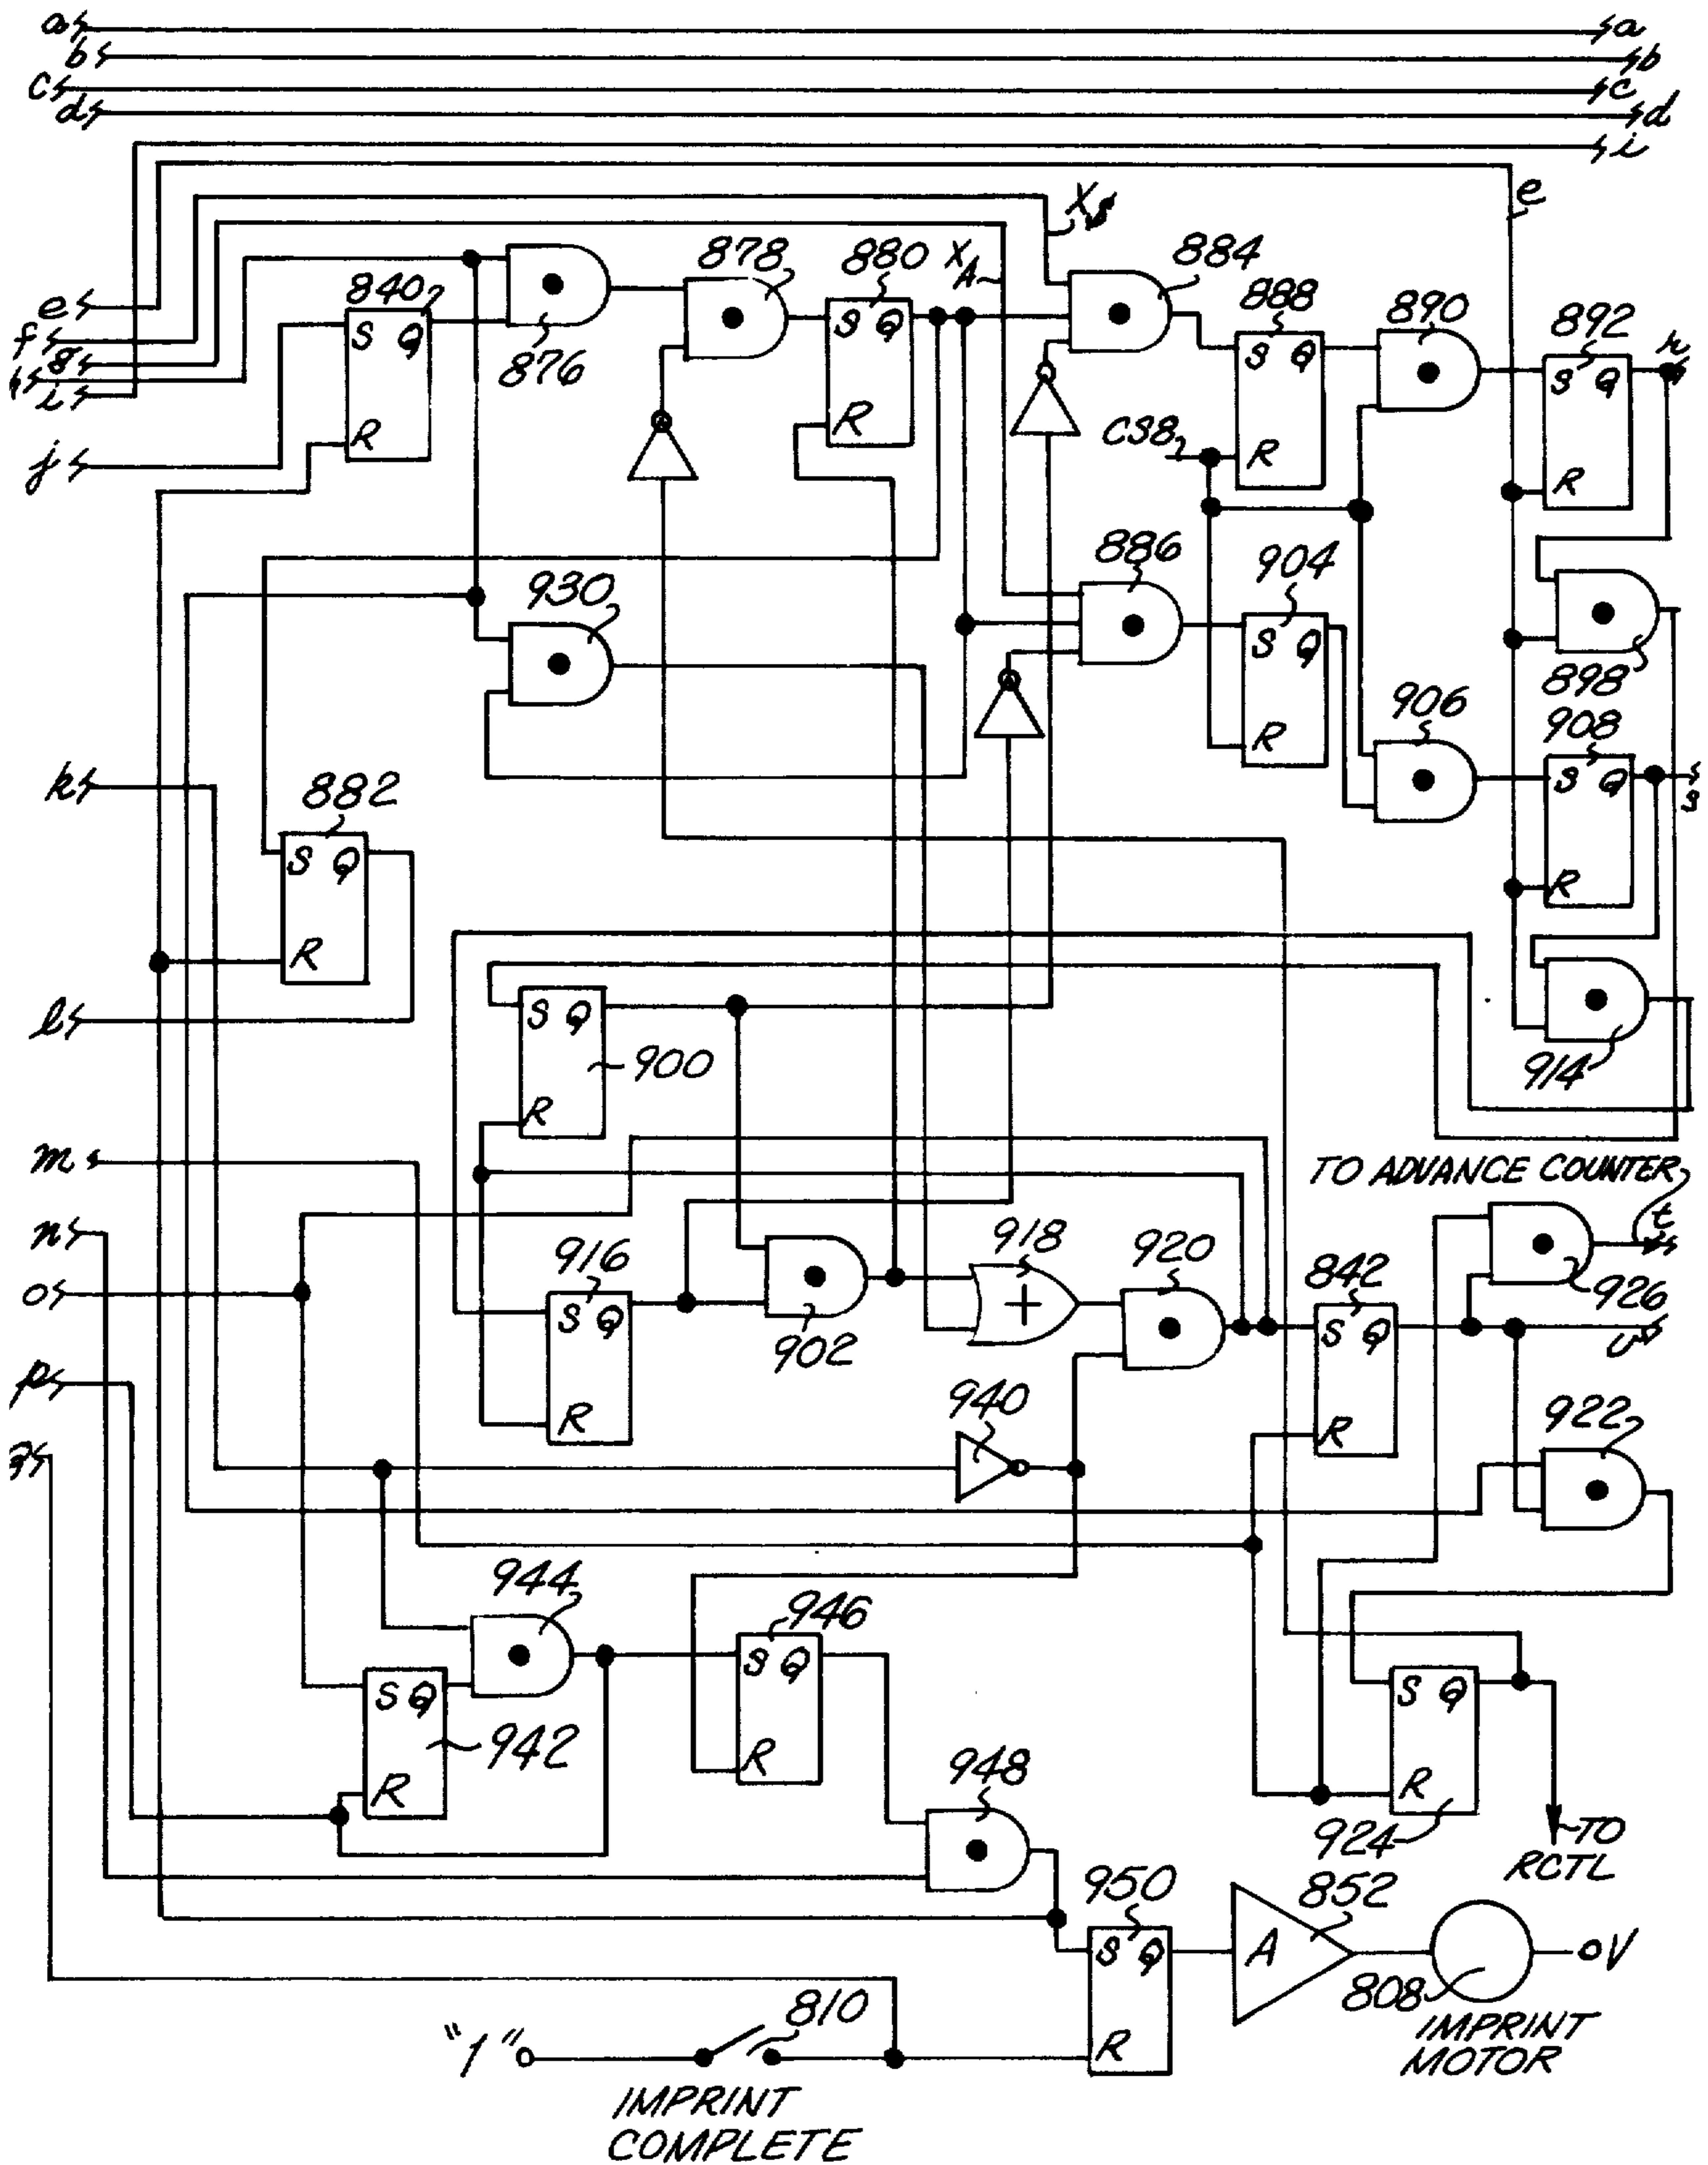 a a
b b
c c
d d
i
e
X$
878 880 XA 884
840 888 890 892
e S Q S Q r
f S Q S Q
g 876
i
R R CS8 R R
j
886 904
930 S Q 898
906 908
R S Q s
k 882
S Q
R R
l S Q 914
900
R
m TO ADVANCE COUNTER
t
n 916 918 920 842 926
o S Q + S Q
902 v
p R 940 R 922
944 946
S Q S Q S Q
942 R 948
R R
924 TO
RCTL
950 852
S Q A V
808
810 IMPRINT
"1" R MOTOR
IMPRINT
COMPLETE